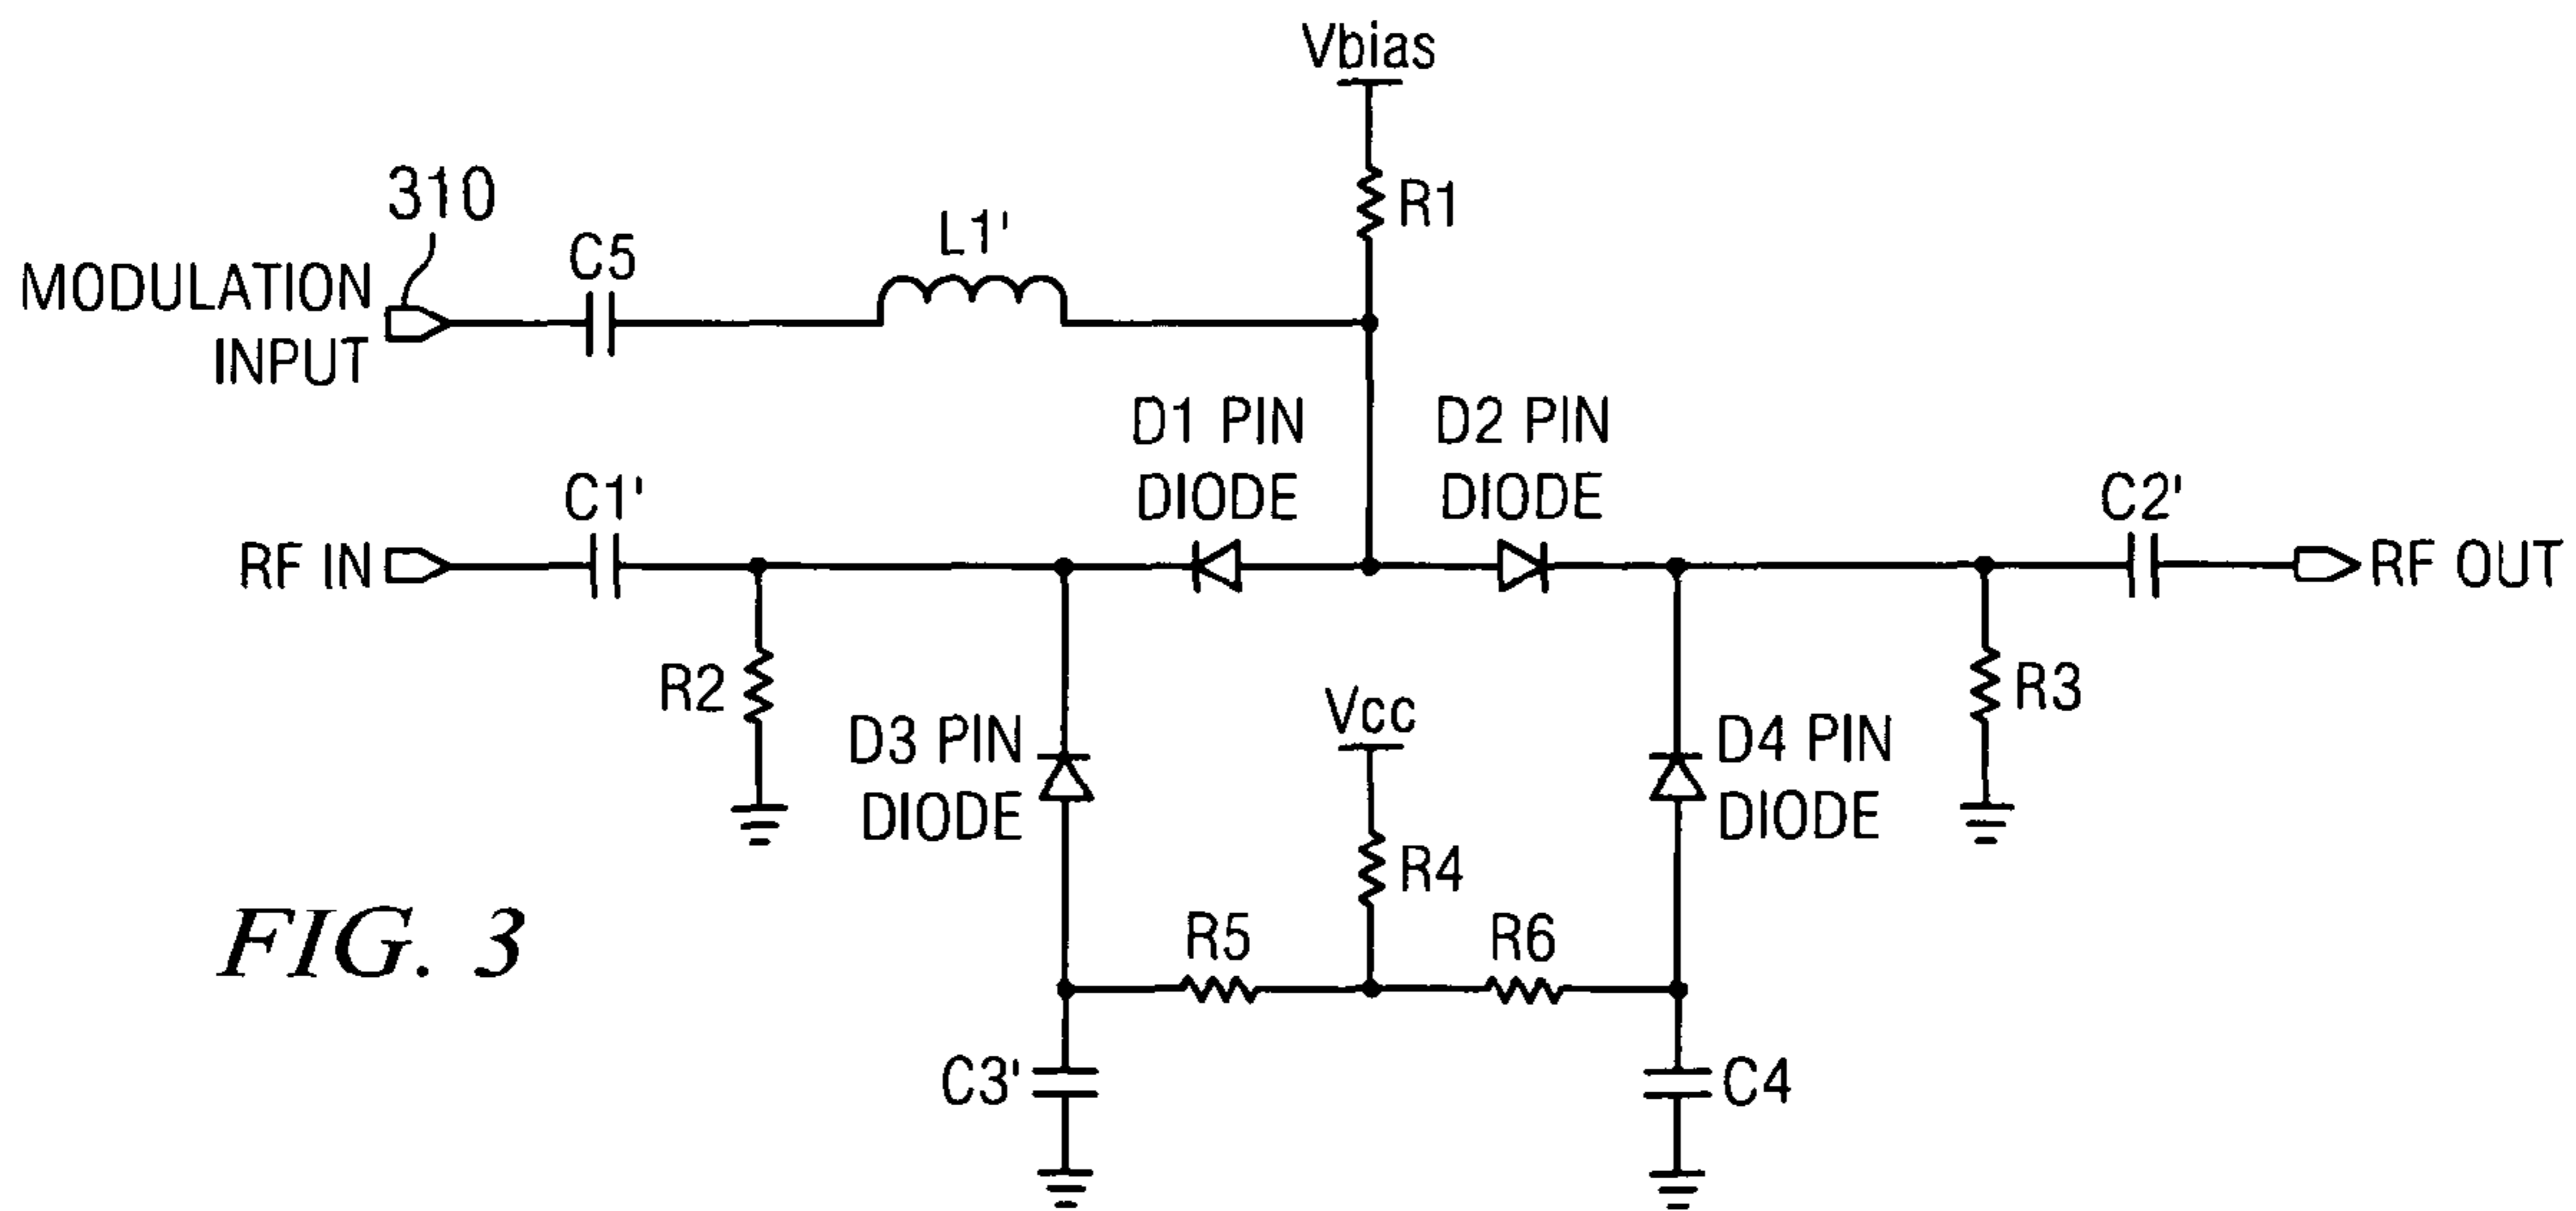 Vbias
R1
310
MODULATION
INPUT
C5
L1'
D1 PIN
DIODE
D2 PIN
DIODE
RF IN
C1'
C2'
RF OUT
R2
D3 PIN
DIODE
Vcc
R4
D4 PIN
DIODE
R3
R5
R6
C3'
C4
FIG. 3